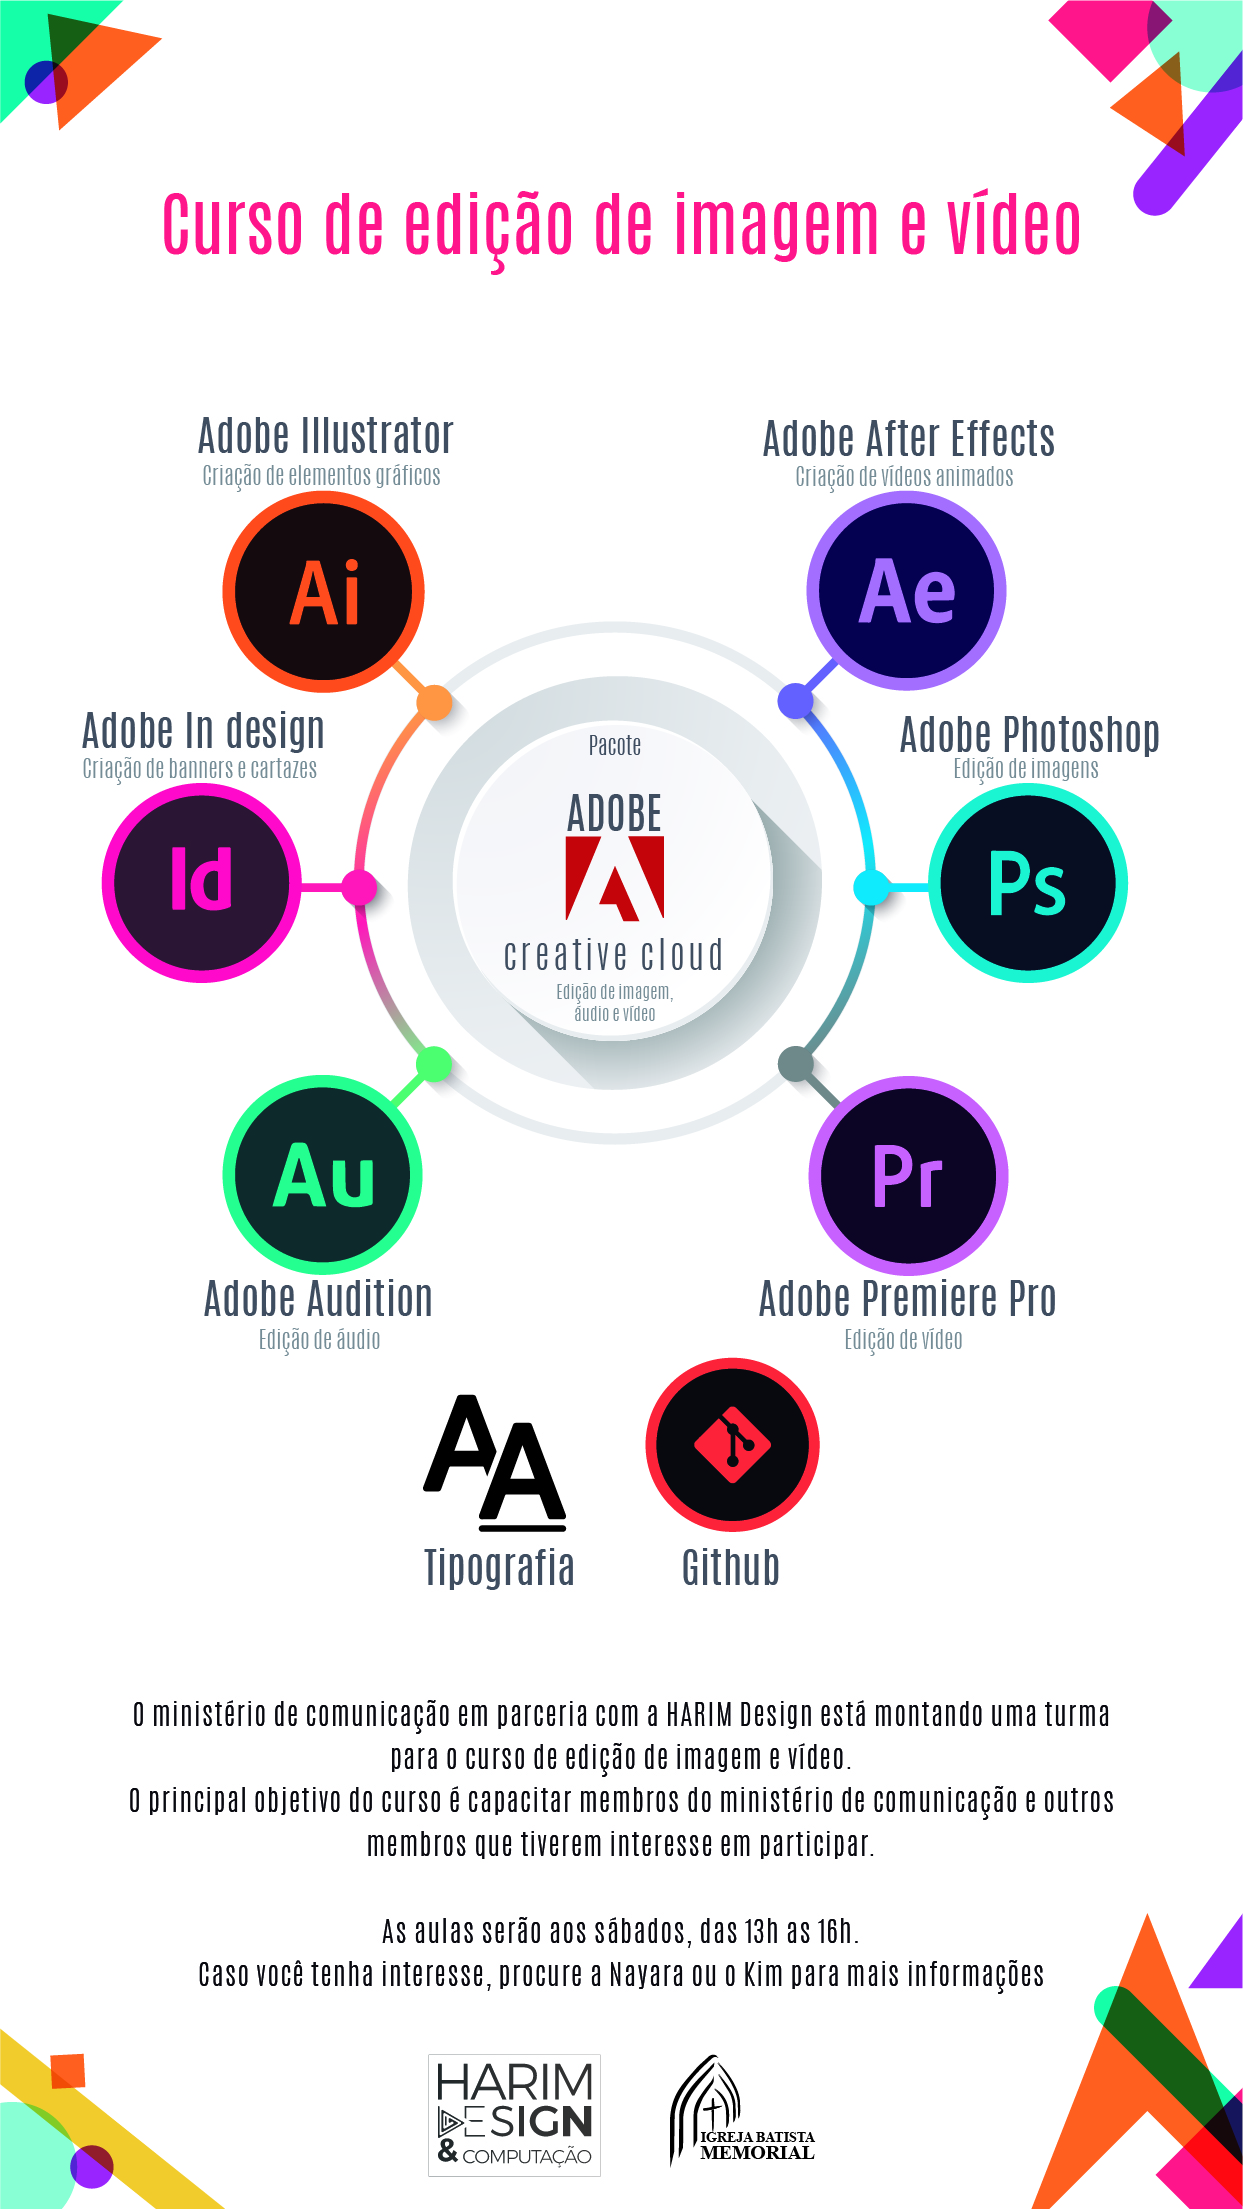 Curso de edição de imagem e vídeo
Adobe Illustrator
Criação de elementos gráficos
Ai
Adobe After Effects
Criação de vídeos animados
Ae
Adobe In design
Criação de banners e cartazes
Id
Pacote
ADOBE
creative cloud
Edição de imagem,
áudio e vídeo
Adobe Photoshop
Edição de imagens
Ps
Au
Adobe Audition
Edição de áudio
Pr
Adobe Premiere Pro
Edição de vídeo
AA
Tipografia
Github
O ministério de comunicação em parceria com a HARIM Design está montando uma turma
para o curso de edição de imagem e vídeo.
O principal objetivo do curso é capacitar membros do ministério de comunicação e outros
membros que tiverem interesse em participar.
As aulas serão aos sábados, das 13h as 16h.
Caso você tenha interesse, procure a Nayara ou o Kim para mais informações
HARIM
DESIGN
& COMPUTAÇÃO
IGREJA BATISTA
MEMORIAL